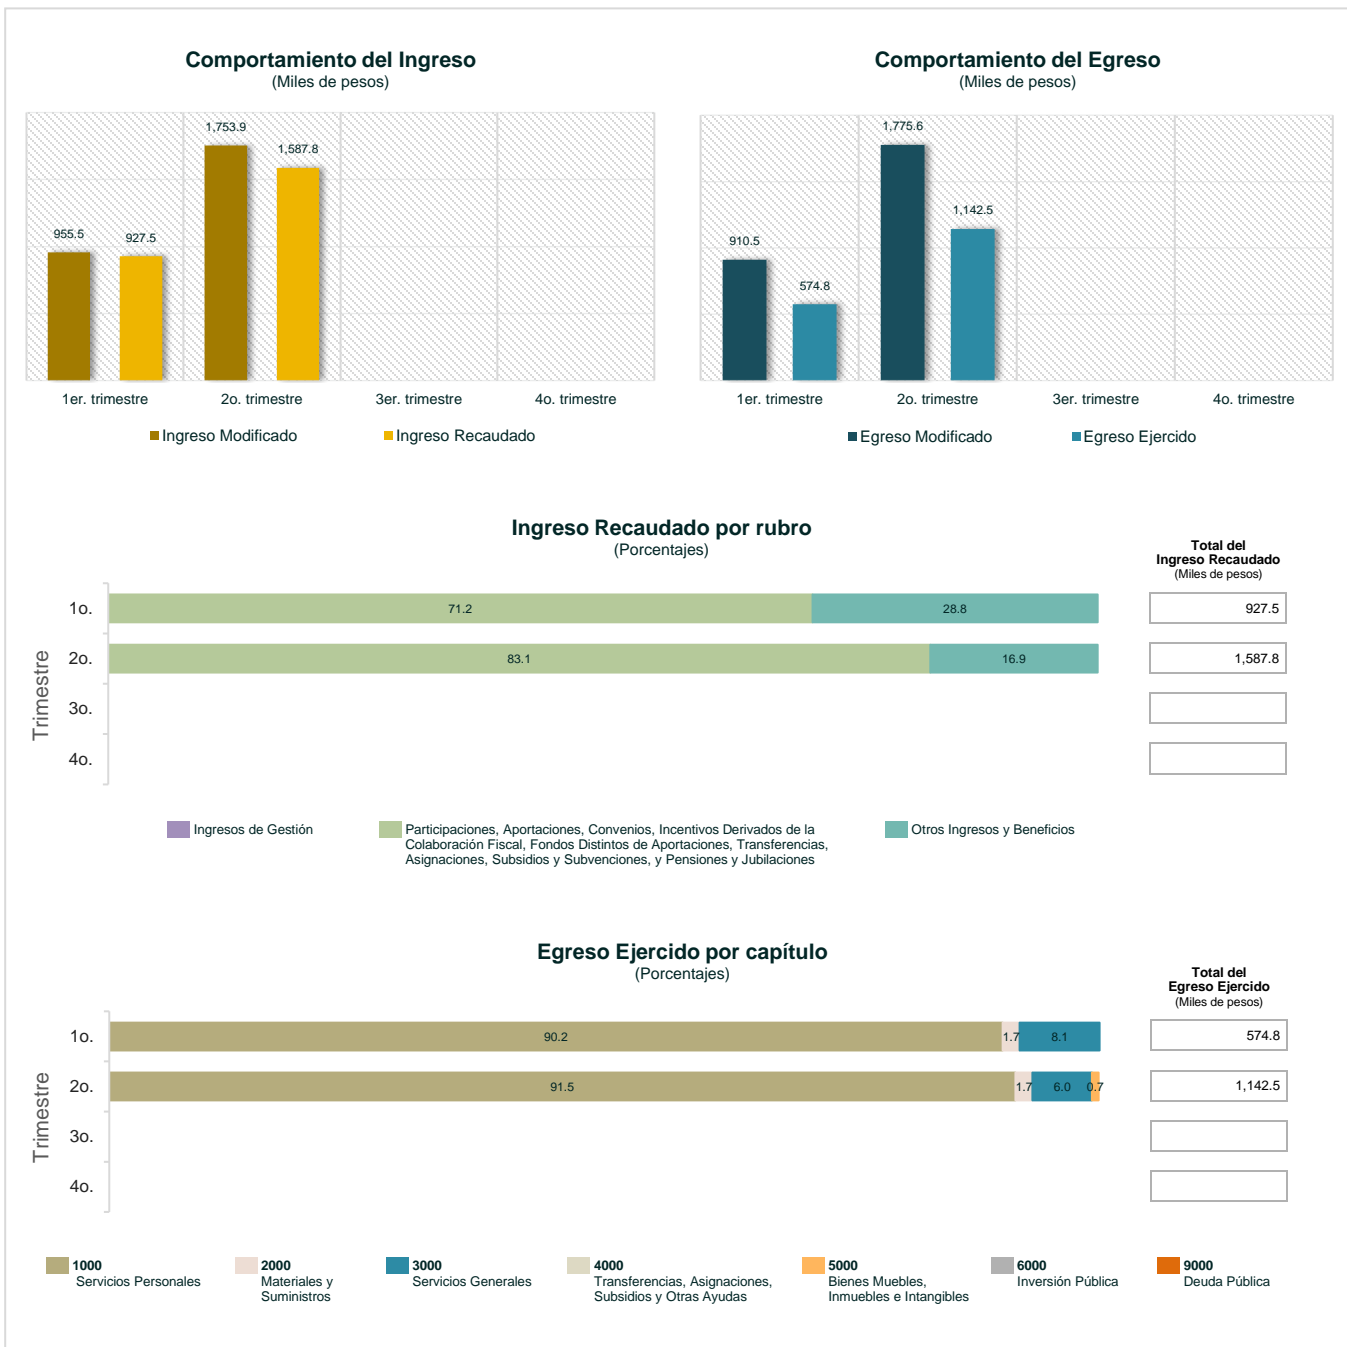 Comportamiento del Ingreso
(Miles de pesos)
1,753.9
1,587.8
955.5
927.5
1er. trimestre
2o. trimestre
3er. trimestre
4o. trimestre
Ingreso Modificado
Ingreso Recaudado
Comportamiento del Egreso
(Miles de pesos)
1,775.6
1,142.5
910.5
574.8
1er. trimestre
2o. trimestre
3er. trimestre
4o. trimestre
Egreso Modificado
Egreso Ejercido
Ingreso Recaudado por rubro
(Porcentajes)
Total del
Ingreso Recaudado
(Miles de pesos)
Trimestre
1o.
71.2
28.8
927.5
2o.
83.1
16.9
1,587.8
3o.
4o.
Ingresos de Gestión
Participaciones, Aportaciones, Convenios, Incentivos Derivados de la
Colaboración Fiscal, Fondos Distintos de Aportaciones, Transferencias,
Asignaciones, Subsidios y Subvenciones, y Pensiones y Jubilaciones
Otros Ingresos y Beneficios
Egreso Ejercido por capítulo
(Porcentajes)
Total del
Egreso Ejercido
(Miles de pesos)
Trimestre
1o.
90.2
1.7
8.1
574.8
2o.
91.5
1.7
6.0
0.7
1,142.5
3o.
4o.
1000
Servicios Personales
2000
Materiales y
Suministros
3000
Servicios Generales
4000
Transferencias, Asignaciones,
Subsidios y Otras Ayudas
5000
Bienes Muebles,
Inmuebles e Intangibles
6000
Inversión Pública
9000
Deuda Pública